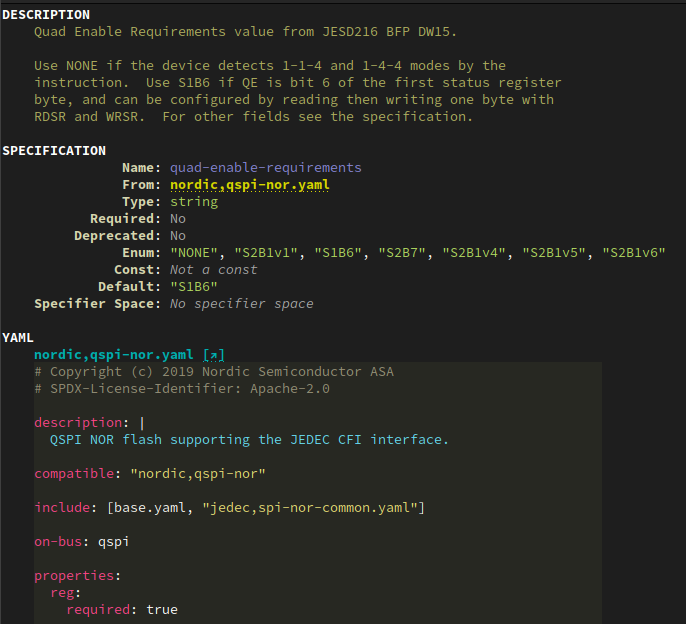 DESCRIPTION
Quad Enable Requirements value from JESD216 BFP DW15.
Use NONE if the device detects 1-1-4 and 1-4-4 modes by the
instruction.  Use S1B6 if QE is bit 6 of the first status register
byte, and can be configured by reading then writing one byte with
RDSR and WRSR.  For other fields see the specification.
SPECIFICATION
Name: quad-enable-requirements
From: nordic,qspi-nor.yaml
Type: string
Required: No
Deprecated: No
Enum: "NONE", "S2B1v1", "S1B6", "S2B7", "S2B1v4", "S2B1v5", "S2B1v6"
Const: Not a const
Default: "S1B6"
Specifier Space: No specifier space
YAML
nordic,qspi-nor.yaml [↗]
# Copyright (c) 2019 Nordic Semiconductor ASA
# SPDX-License-Identifier: Apache-2.0
description: |
QSPI NOR flash supporting the JEDEC CFI interface.
compatible: "nordic,qspi-nor"
include: [base.yaml, "jedec,spi-nor-common.yaml"]
on-bus: qspi
properties:
reg:
required: true